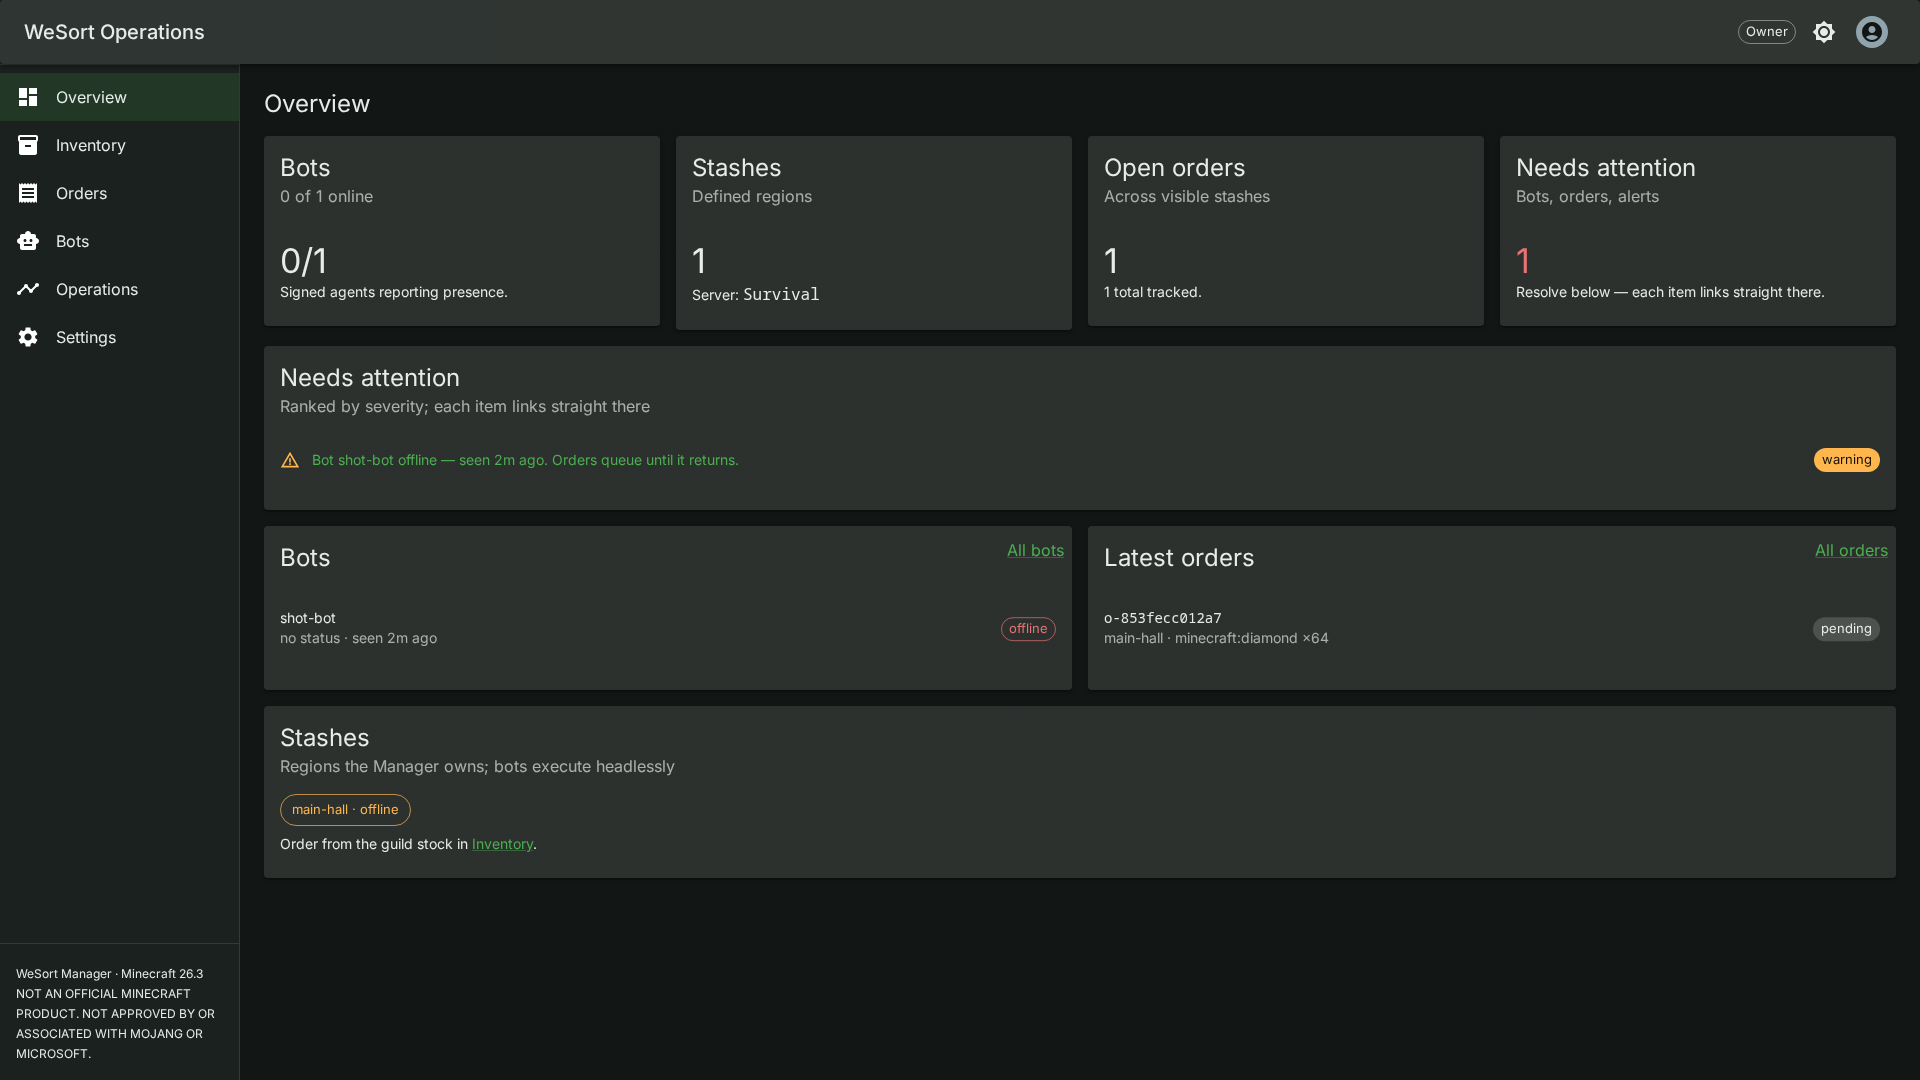 WeSort Operations
Owner
Overview
Inventory
Orders
Bots
Operations
Settings
WeSort Manager · Minecraft 26.3
NOT AN OFFICIAL MINECRAFT
PRODUCT. NOT APPROVED BY OR
ASSOCIATED WITH MOJANG OR
MICROSOFT.
Overview
Bots
0 of 1 online
0/1
Signed agents reporting presence.
Stashes
Defined regions
1
Server: Survival
Open orders
Across visible stashes
1
1 total tracked.
Needs attention
Bots, orders, alerts
1
Resolve below — each item links straight there.
Needs attention
Ranked by severity; each item links straight there
Bot shot-bot offline — seen 2m ago. Orders queue until it returns.
warning
Bots
All bots
shot-bot
no status · seen 2m ago
offline
Latest orders
All orders
o-853fecc012a7
main-hall · minecraft:diamond ×64
pending
Stashes
Regions the Manager owns; bots execute headlessly
main-hall · offline
Order from the guild stock in Inventory.